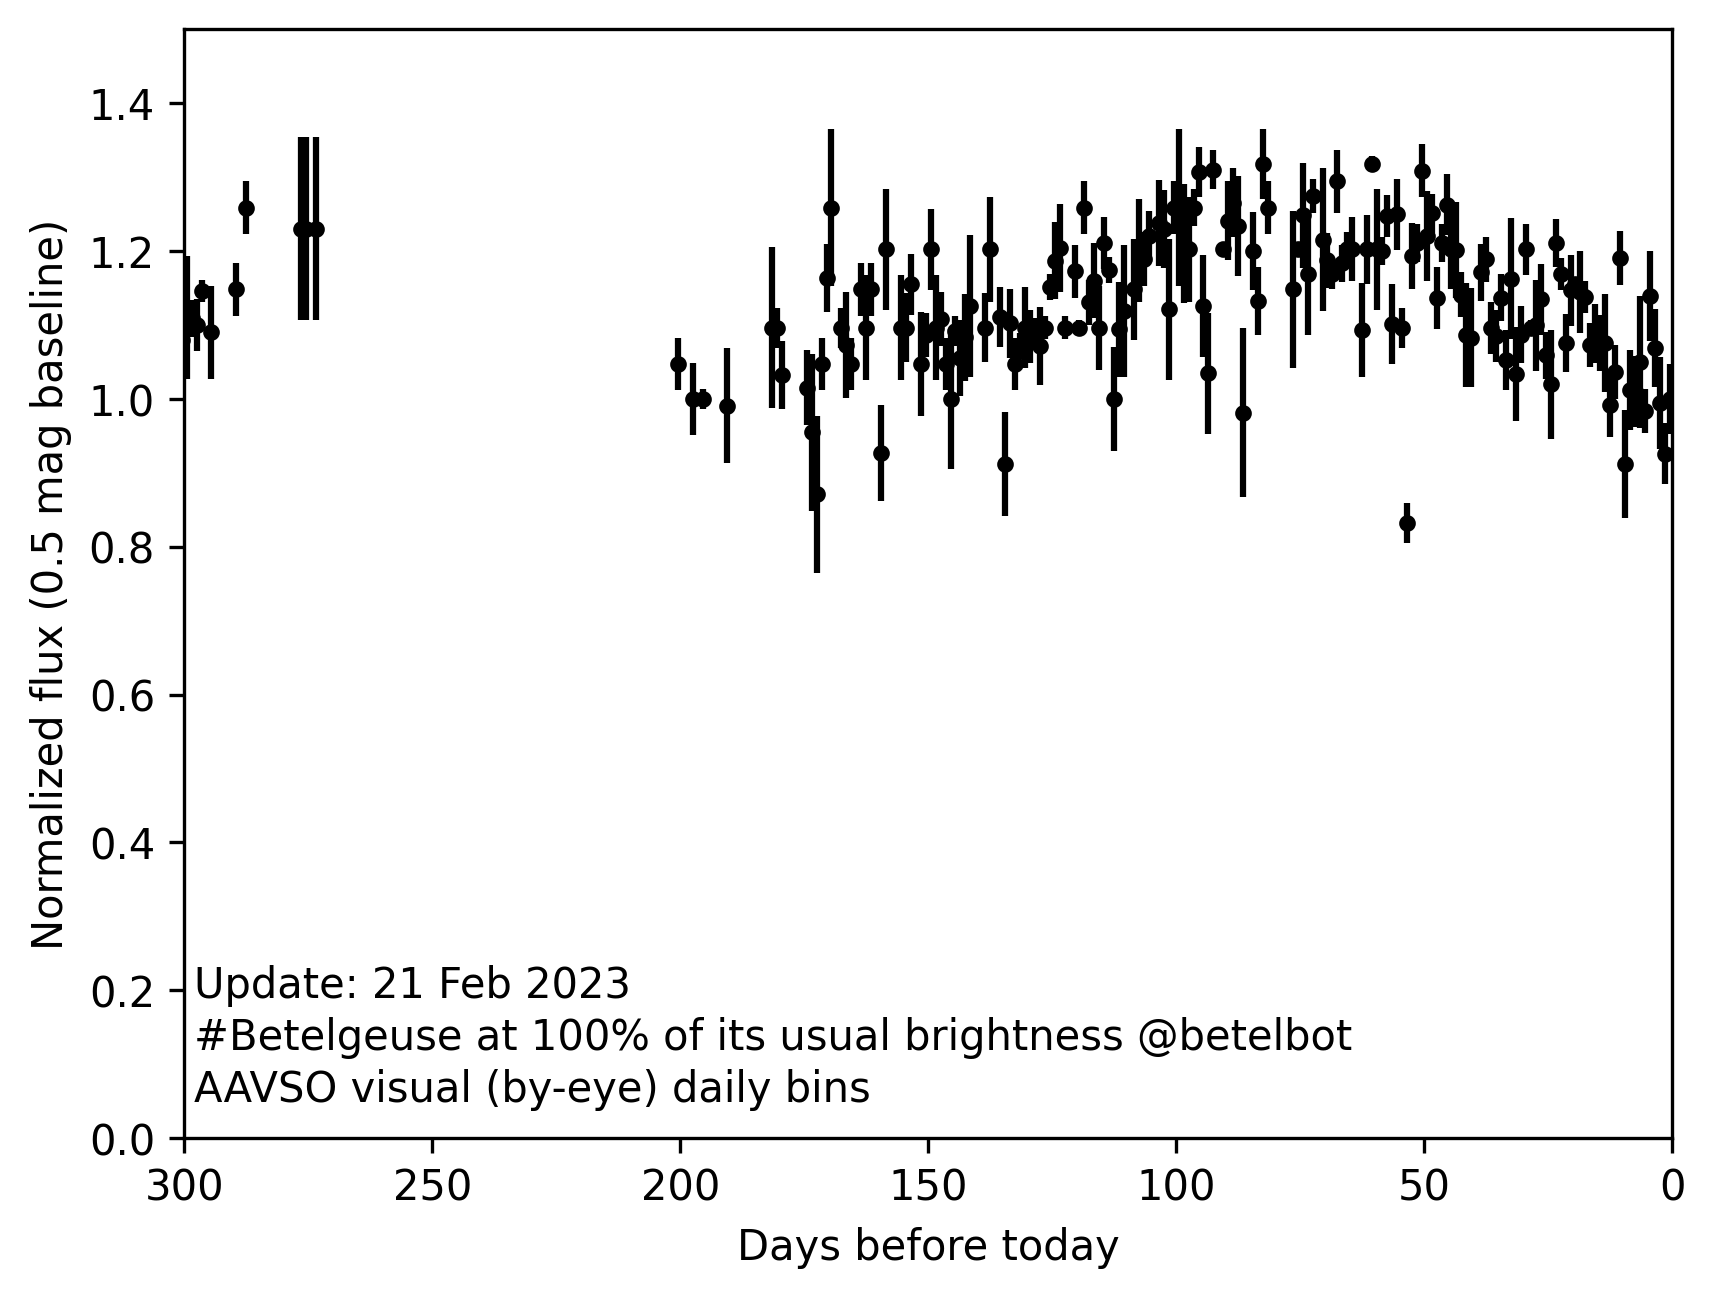 1.4
1.2
1.0
0.8
0.6
0.4
0.2
0.0
Normalized flux (0.5 mag baseline)
Update: 21 Feb 2023
#Betelgeuse at 100% of its usual brightness @betelbot
AAVSO visual (by-eye) daily bins
300 250 200 150 100 50 0
Days before today